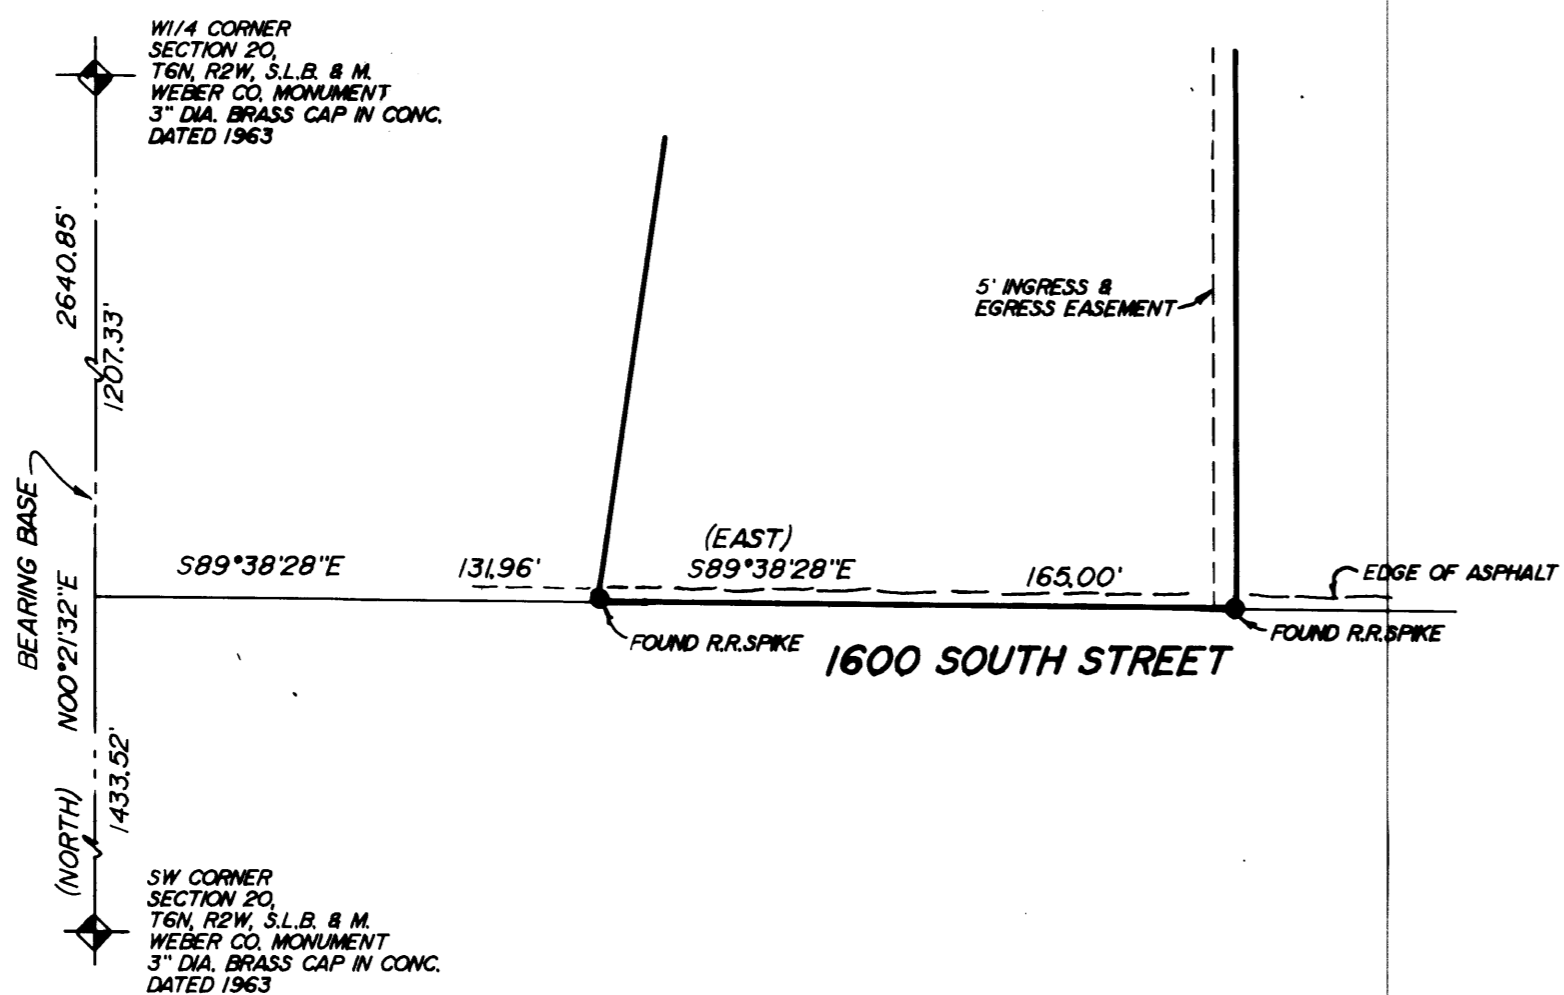 W1/4 CORNER
SECTION 20,
T6N, R2W, S.L.B. & M.
WEBER CO. MONUMENT
3" DIA. BRASS CAP IN CONC.
DATED 1963
2640.85'
1207.33'
5' INGRESS &
EGRESS EASEMENT
BEARING BASE
N00°21'32"E
(NORTH)
1433.52'
S89°38'28"E
131.96'
(EAST)
S89°38'28"E
165.00'
EDGE OF ASPHALT
FOUND R.R.SPIKE
FOUND R.R.SPIKE
1600 SOUTH STREET
SW CORNER
SECTION 20,
T6N, R2W, S.L.B. & M.
WEBER CO. MONUMENT
3" DIA. BRASS CAP IN CONC.
DATED 1963